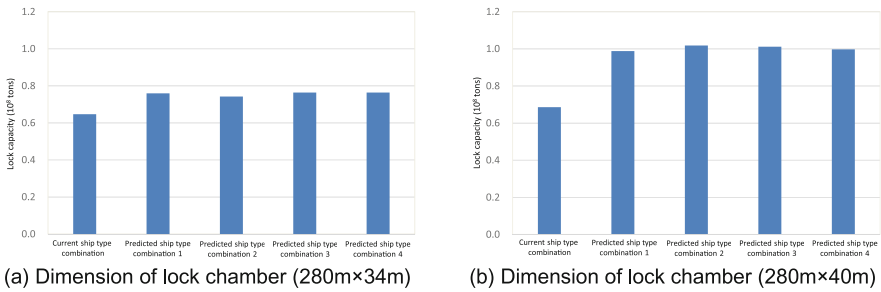 1.2
1.0
0.8
0.6
0.4
0.2
0.0
Lock capacity (10⁸ tons)
Current ship type
combination
Predicted ship type
combination 1
Predicted ship type
combination 2
Predicted ship type
combination 3
Predicted ship type
combination 4
(a) Dimension of lock chamber (280m×34m)
1.2
1.0
0.8
0.6
0.4
0.2
0.0
Lock capacity (10⁸ tons)
Current ship type
combination
Predicted ship type
combination 1
Predicted ship type
combination 2
Predicted ship type
combination 3
Predicted ship type
combination 4
(b) Dimension of lock chamber (280m×40m)